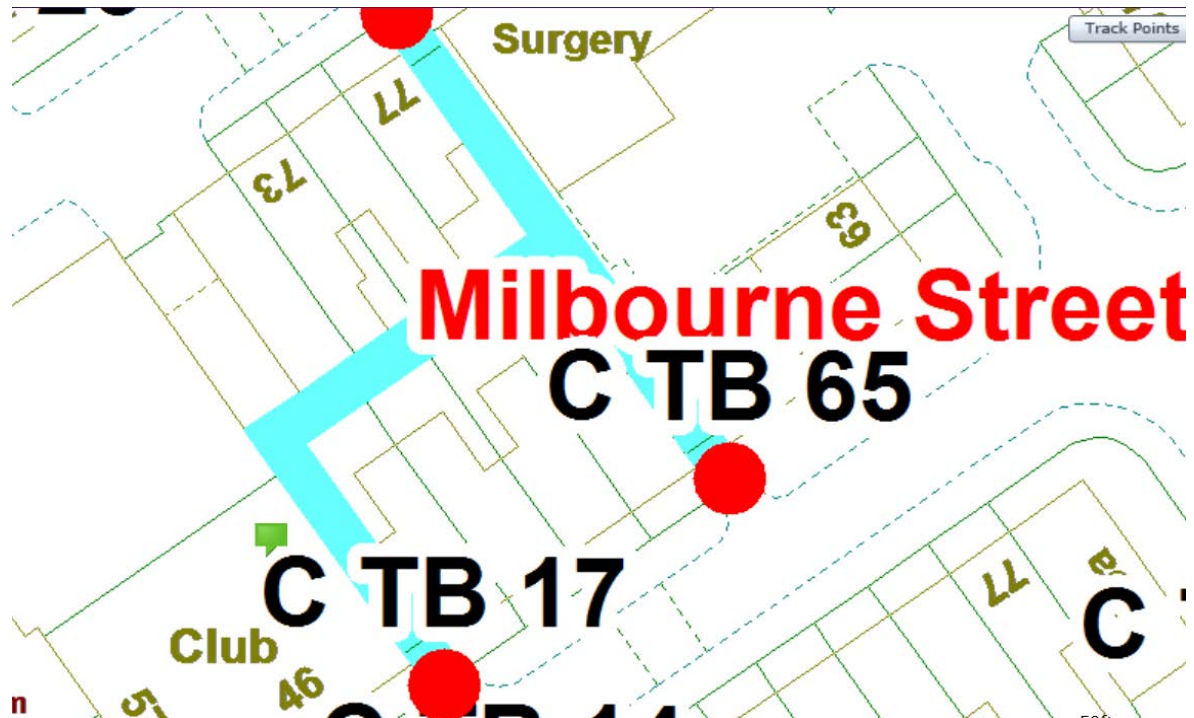 Track Points
Surgery
77
73
63
Milbourne Street
C TB 65
77
C TB 17
C
Club
46